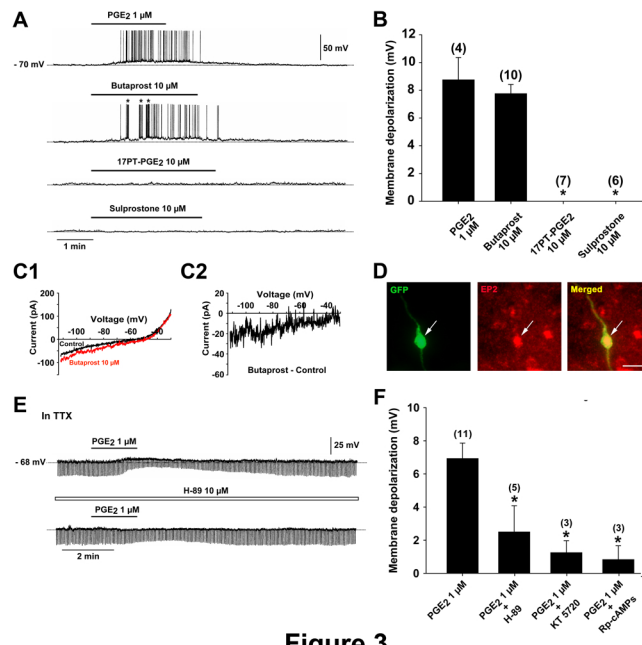 A
PGE2 1 µM
50 mV
- 70 mV
Butaprost 10 µM
* * *
17PT-PGE2 10 µM
Sulprostone 10 µM
1 min
B
Membrane depolarization (mV)
12
10
8
6
4
2
0
(4)
(10)
(7)
*
(6)
*
PGE2
1 µM
Butaprost
10 µM
17PT-PGE2
10 µM
Sulprostone
10 µM
C1
Voltage (mV)
-100 -80 -60 -40
Current (pA)
200
100
0
-100
Control
Butaprost 10 µM
C2
Voltage (mV)
-100 -80 -60 -40
Current (pA)
20
0
-20
-40
-60
Butaprost - Control
D
GFP
EP2
Merged
E
In TTX
PGE2 1 µM
25 mV
- 68 mV
H-89 10 µM
PGE2 1 µM
2 min
F
Membrane depolarization (mV)
10
8
6
4
2
0
(11)
(5)
*
(3)
*
(3)
*
PGE2 1 µM
PGE2 1 µM
+
H-89
PGE2 1 µM
+
KT 5720
PGE2 1 µM
+
Rp-cAMPs
Figure 3